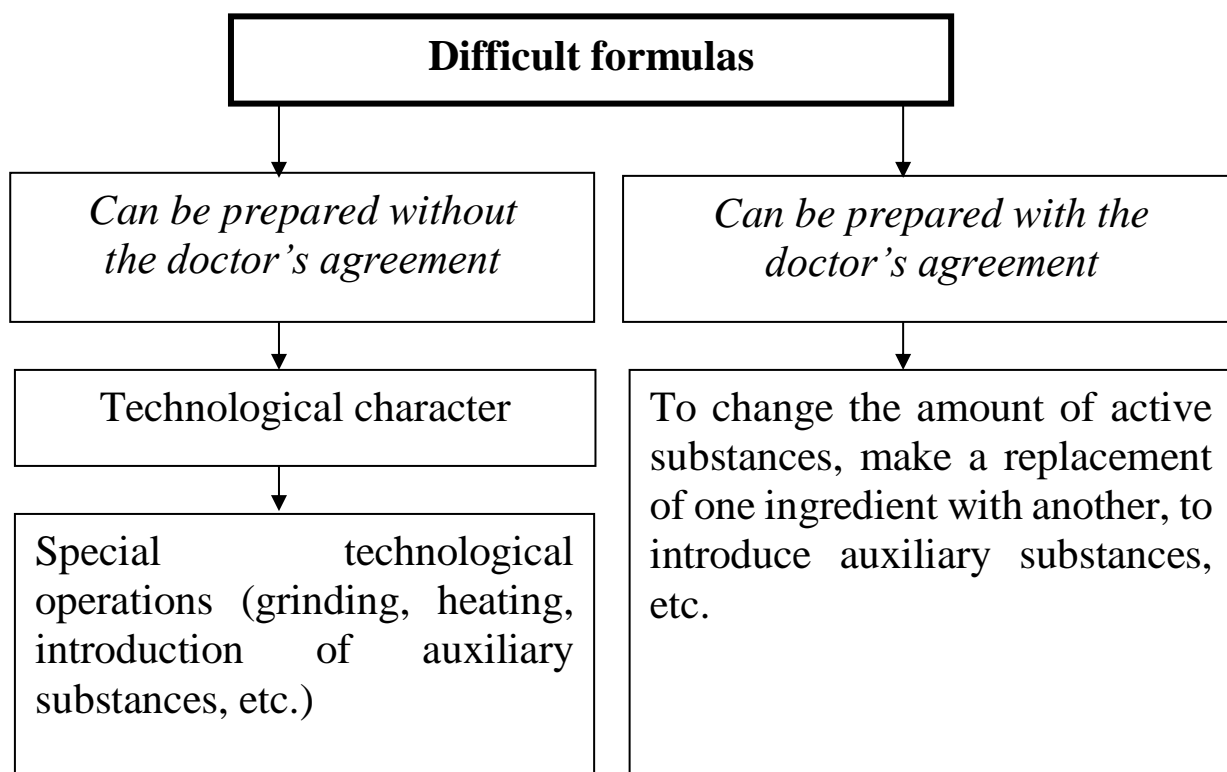 Difficult formulas
Can be prepared without
the doctor’s agreement
Can be prepared with the
doctor’s agreement
Technological character
To change the amount of active
substances, make a replacement
of one ingredient with another, to
introduce auxiliary substances,
etc.
Special technological
operations (grinding, heating,
introduction of auxiliary
substances, etc.)